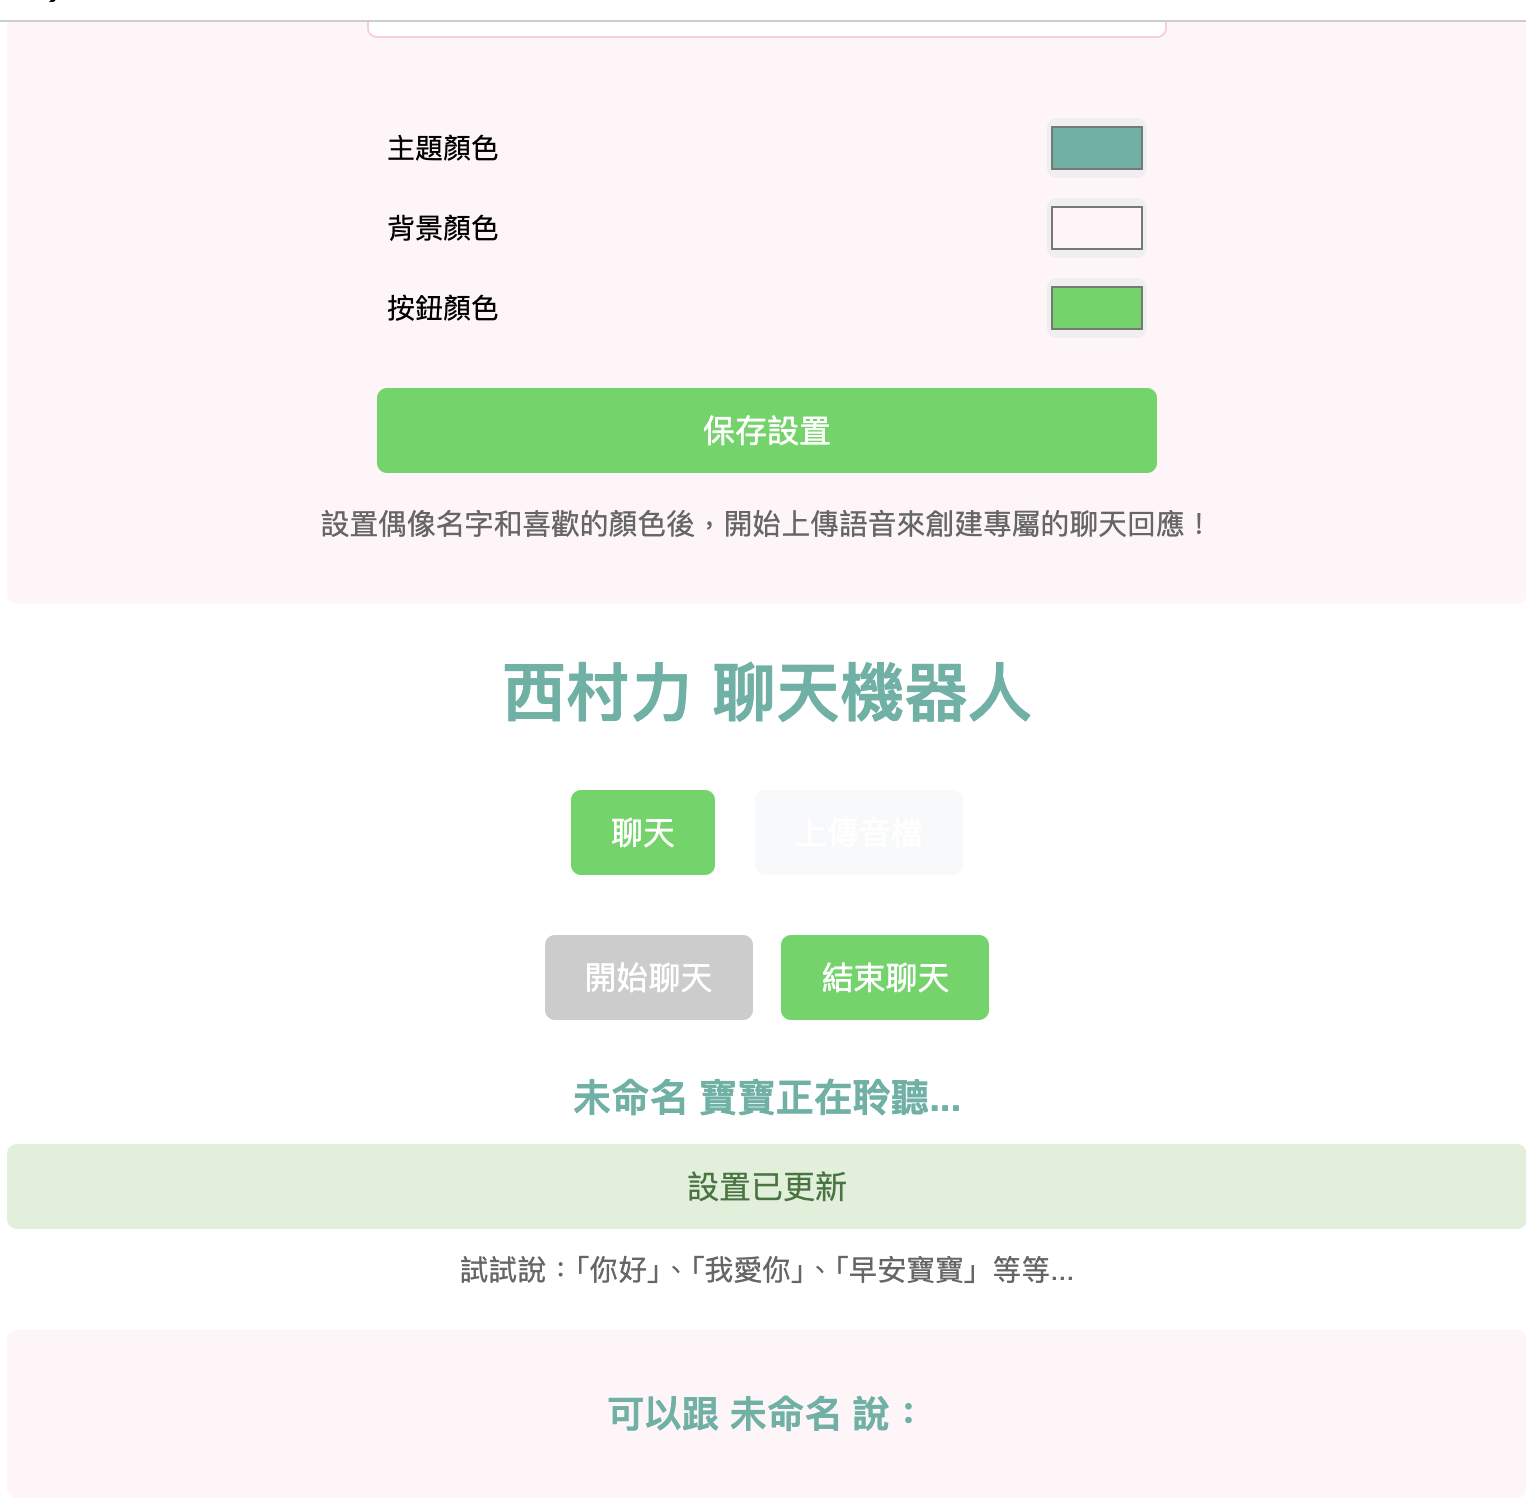 主題顏色
背景顏色
按鈕顏色
保存設置
設置偶像名字和喜歡的顏色後，開始上傳語音來創建專屬的聊天回應！
西村力 聊天機器人
聊天 上傳音檔
開始聊天 結束聊天
未命名 寶寶正在聆聽...
設置已更新
試試說：「你好」、「我愛你」、「早安寶寶」等等...
可以跟 未命名 說：